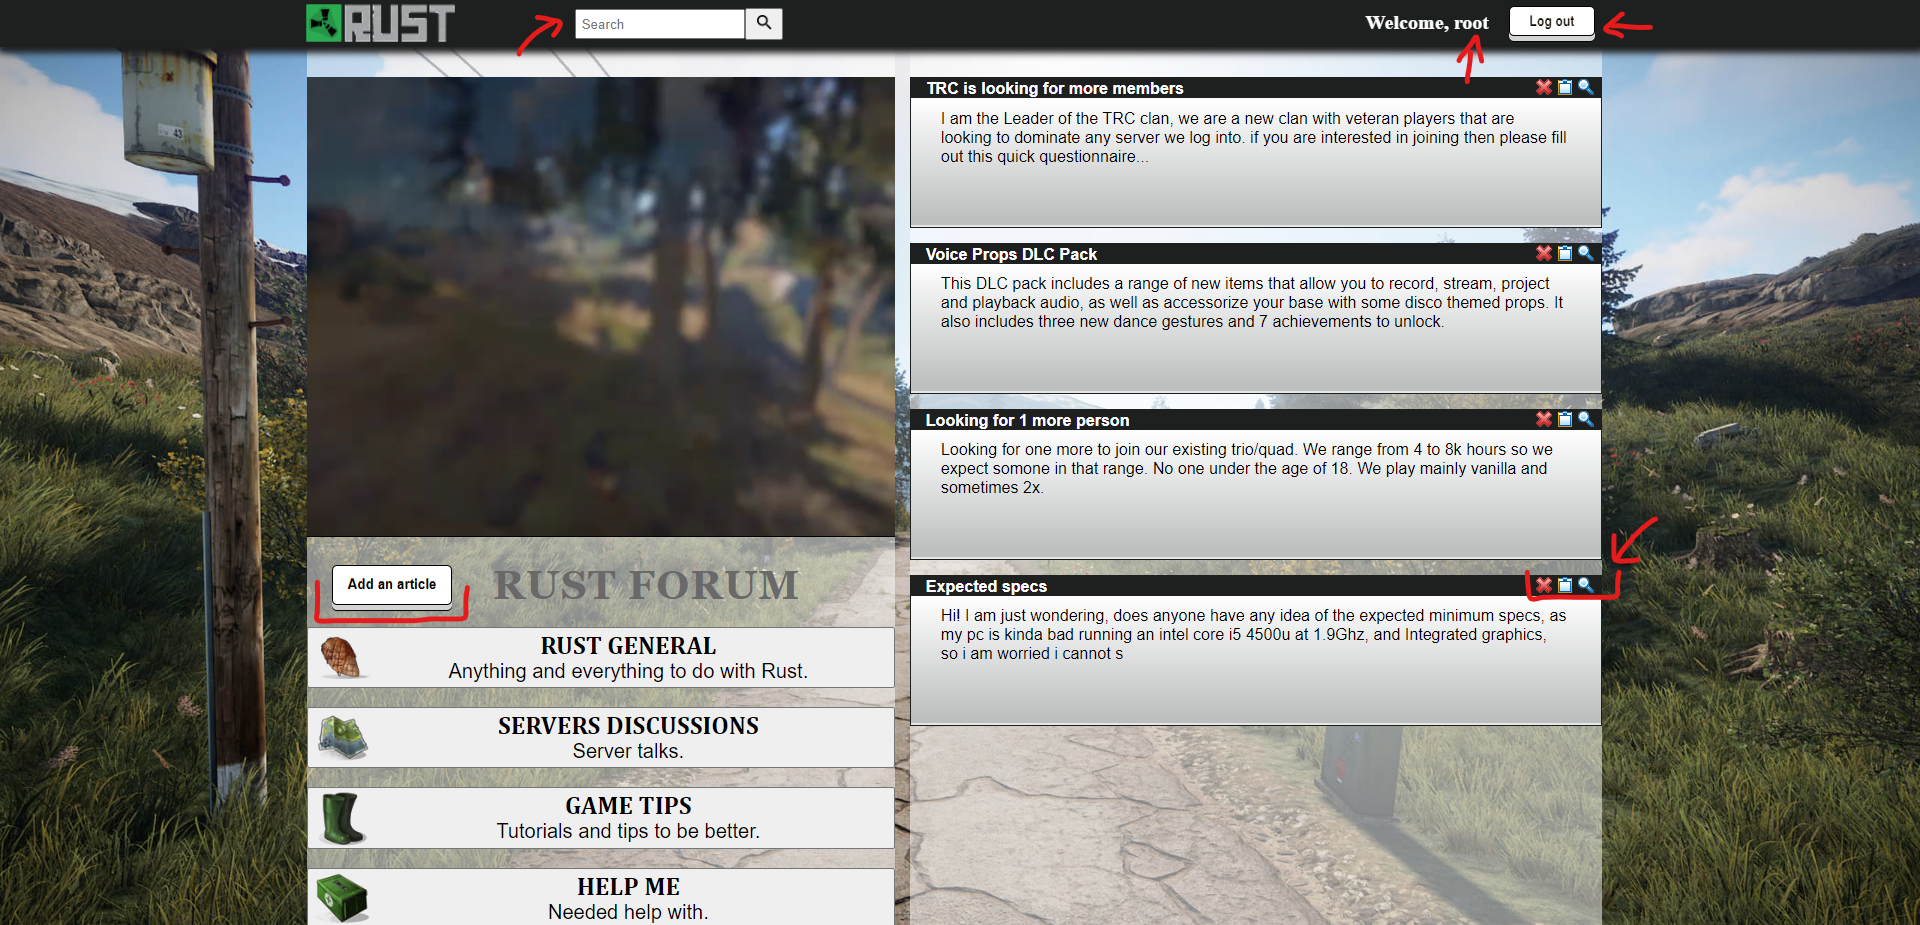 RUST
Search
Welcome, root
Log out
43
TRC is looking for more members
I am the Leader of the TRC clan, we are a new clan with veteran players that are
looking to dominate any server we log into. if you are interested in joining then please fill
out this quick questionnaire...
Voice Props DLC Pack
This DLC pack includes a range of new items that allow you to record, stream, project
and playback audio, as well as accessorize your base with some disco themed props. It
also includes three new dance gestures and 7 achievements to unlock.
Looking for 1 more person
Looking for one more to join our existing trio/quad. We range from 4 to 8k hours so we
expect somone in that range. No one under the age of 18. We play mainly vanilla and
sometimes 2x.
Expected specs
Hi! I am just wondering, does anyone have any idea of the expected minimum specs, as
my pc is kinda bad running an intel core i5 4500u at 1.9Ghz, and Integrated graphics,
so i am worried i cannot s
Add an article
RUST FORUM
RUST GENERAL
Anything and everything to do with Rust.
SERVERS DISCUSSIONS
Server talks.
GAME TIPS
Tutorials and tips to be better.
HELP ME
Needed help with.